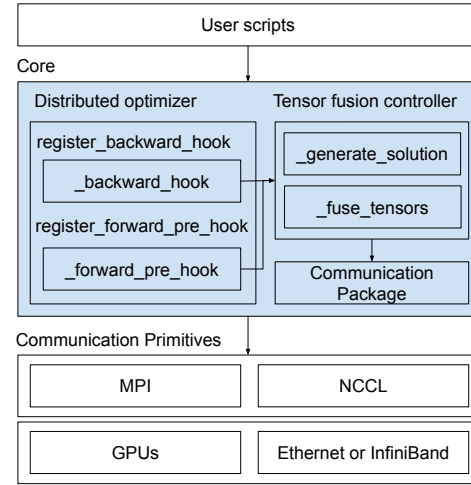 User scripts
Core
Distributed optimizer
register_backward_hook
_backward_hook
register_forward_pre_hook
_forward_pre_hook
Tensor fusion controller
_generate_solution
_fuse_tensors
Communication
Package
Communication Primitives
MPI
NCCL
GPUs
Ethernet or InfiniBand